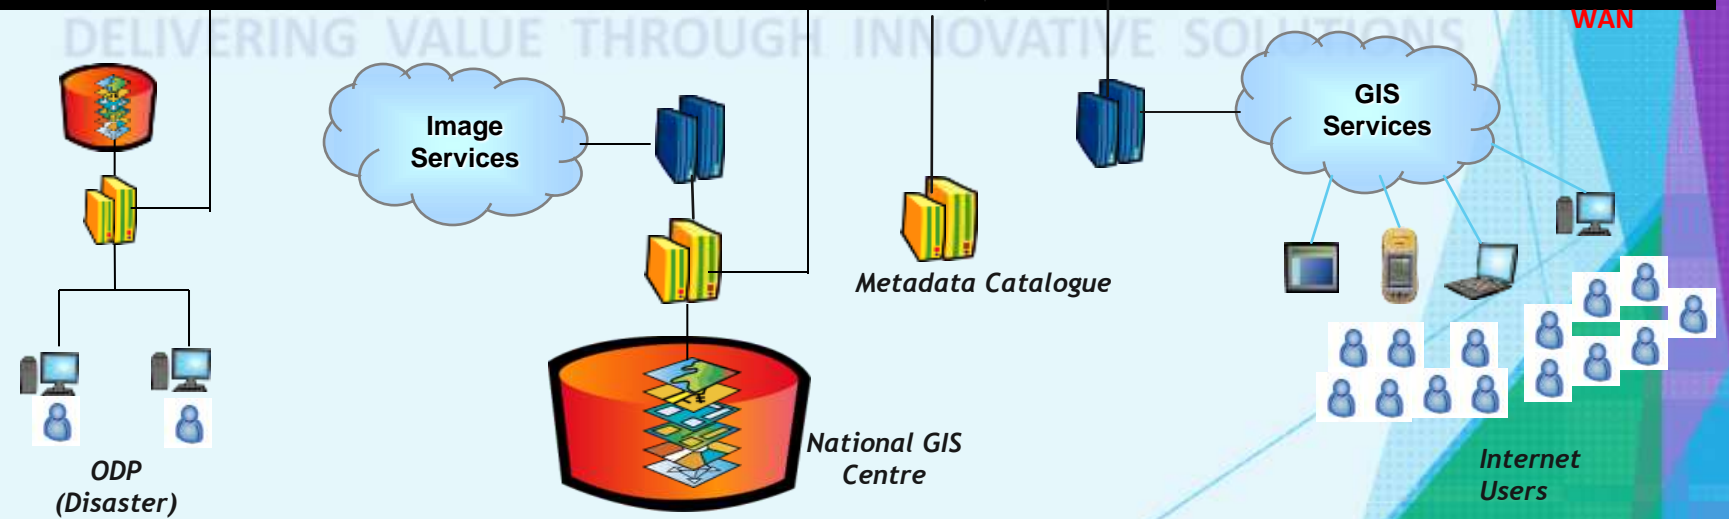 WAN
DELIVERING VALUE THROUGH INNOVATIVE SOLUTIONS
GIS
Services
Image
Services
Metadata Catalogue
National GIS
Centre
Internet
Users
ODP
(Disaster)